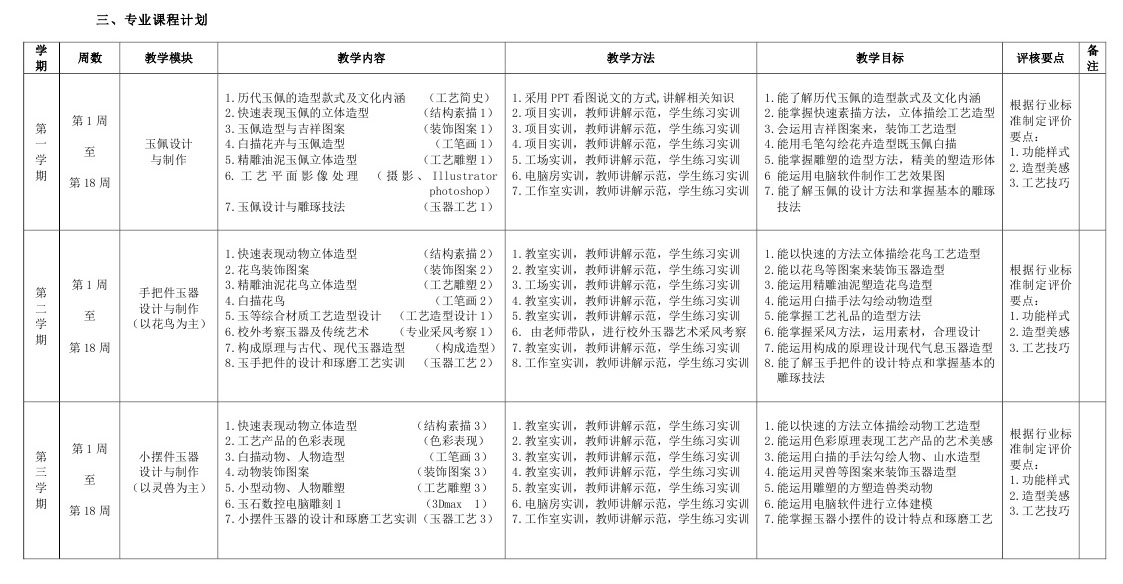 三、专业课程计划
学期 周数 教学模块 教学内容 教学方法 教学目标 评核要点 备注
第一学期
第1周
至
第18周
玉佩设计
与制作
1.历代玉佩的造型款式及文化内涵 （工艺简史）
2.快速表现玉佩的立体造型 （结构素描1）
3.玉佩造型与吉祥图案 （装饰图案1）
4.白描花卉与玉佩造型 （工笔画1）
5.精雕油泥玉佩立体造型 （工艺雕塑1）
6.工艺平面影像处理 （摄影、Illustrator
photoshop）
7.玉佩设计与雕琢技法 （玉器工艺1）
1.采用PPT看图说文的方式,讲解相关知识
2.项目实训，教师讲解示范，学生练习实训
3.项目实训，教师讲解示范，学生练习实训
4.项目实训，教师讲解示范，学生练习实训
5.工场实训，教师讲解示范，学生练习实训
6.电脑房实训，教师讲解示范，学生练习实训
7.工作室实训，教师讲解示范，学生练习实训
1.能了解历代玉佩的造型款式及文化内涵
2.能掌握快速素描方法，立体描绘工艺造型
3.会运用吉祥图案来，装饰工艺造型
4.能用毛笔勾绘花卉造型既玉佩白描
5.能掌握雕塑的造型方法，精美的塑造形体
6 能运用电脑软件制作工艺效果图
7.能了解玉佩的设计方法和掌握基本的雕琢
技法
根据行业标
准制定评价
要点：
1.功能样式
2.造型美感
3.工艺技巧
第二学期
第1周
至
第18周
手把件玉器
设计与制作
（以花鸟为主）
1.快速表现动物立体造型 （结构素描2）
2.花鸟装饰图案 （装饰图案2）
3.精雕油泥花鸟立体造型 （工艺雕塑2）
4.白描花鸟 （工笔画2）
5.玉等综合材质工艺造型设计 （工艺造型设计1）
6.校外考察玉器及传统艺术 （专业采风考察1）
7.构成原理与古代、现代玉器造型 （构成造型）
8.玉手把件的设计和琢磨工艺实训 （玉器工艺2）
1.教室实训，教师讲解示范，学生练习实训
2.教室实训，教师讲解示范，学生练习实训
3.工场实训，教师讲解示范，学生练习实训
4.教室实训，教师讲解示范，学生练习实训
5.教室实训，教师讲解示范，学生练习实训
6. 由老师带队，进行校外玉器艺术采风考察
7.教室实训，教师讲解示范，学生练习实训
8.工作室实训，教师讲解示范，学生练习实训
1.能以快速的方法立体描绘花鸟工艺造型
2.能以花鸟等图案来装饰玉器造型
3.能运用精雕油泥塑造花鸟造型
4.能运用白描手法勾绘动物造型
5.能掌握工艺礼品的造型方法
6.能掌握采风方法，运用素材，合理设计
7.能运用构成的原理设计现代气息玉器造型
8.能了解玉手把件的设计特点和掌握基本的
雕琢技法
根据行业标
准制定评价
要点：
1.功能样式
2.造型美感
3.工艺技巧
第三学期
第1周
至
第18周
小摆件玉器
设计与制作
（以灵兽为主）
1.快速表现动物立体造型 （结构素描3）
2.工艺产品的色彩表现 （色彩表现）
3.白描动物、人物造型 （工笔画3）
4.动物装饰图案 （装饰图案3）
5.小型动物、人物雕塑 （工艺雕塑3）
6.玉石数控电脑雕刻1 （3Dmax 1）
7.小摆件玉器的设计和琢磨工艺实训（玉器工艺3）
1.教室实训，教师讲解示范，学生练习实训
2.教室实训，教师讲解示范，学生练习实训
3.教室实训，教师讲解示范，学生练习实训
4.教室实训，教师讲解示范，学生练习实训
5.教室实训，教师讲解示范，学生练习实训
6.电脑房实训，教师讲解示范，学生练习实训
7.工作室实训，教师讲解示范，学生练习实训
1.能以快速的方法立体描绘动物工艺造型
2.能运用色彩原理表现工艺产品的艺术美感
3.能运用白描的手法勾绘人物、山水造型
4.能运用灵兽等图案来装饰玉器造型
5.能运用雕塑的方塑造兽类动物
6.能运用电脑软件进行立体建模
7.能掌握玉器小摆件的设计特点和琢磨工艺
根据行业标
准制定评价
要点：
1.功能样式
2.造型美感
3.工艺技巧